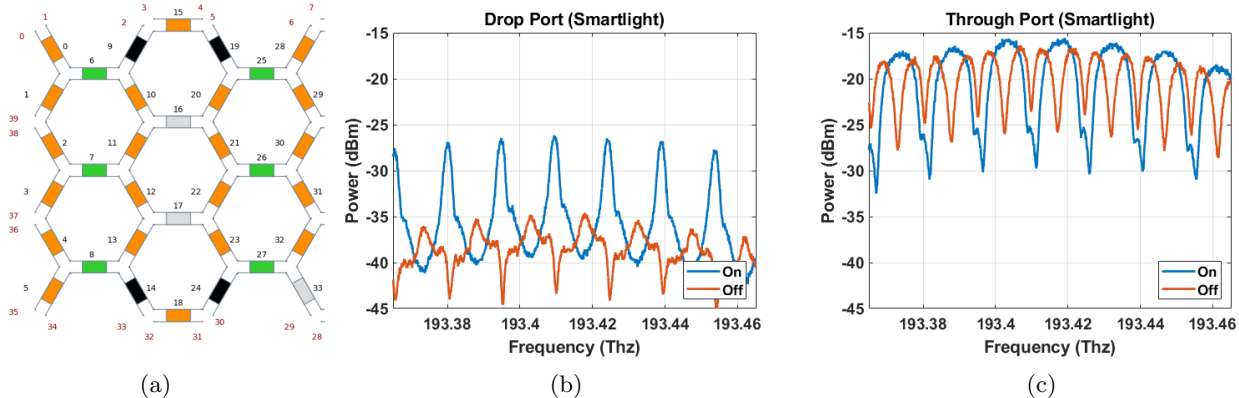 1 3 15 4 7
0 0 9 2 5 19 28 6
6 25
1 10 16 20 29
39
38 2 11 21 30
7 26
3 12 17 22 31
37
36 4 13 23 32
8 27
5 14 24 33
35 18
34 33 32 31 30 29 28
(a)
Drop Port (Smartlight)
Power (dBm)
-15
-20
-25
-30
-35
-40
-45
On
Off
193.38 193.4 193.42 193.44 193.46
Frequency (Thz)
(b)
Through Port (Smartlight)
Power (dBm)
-15
-20
-25
-30
-35
-40
-45
On
Off
193.38 193.4 193.42 193.44 193.46
Frequency (Thz)
(c)